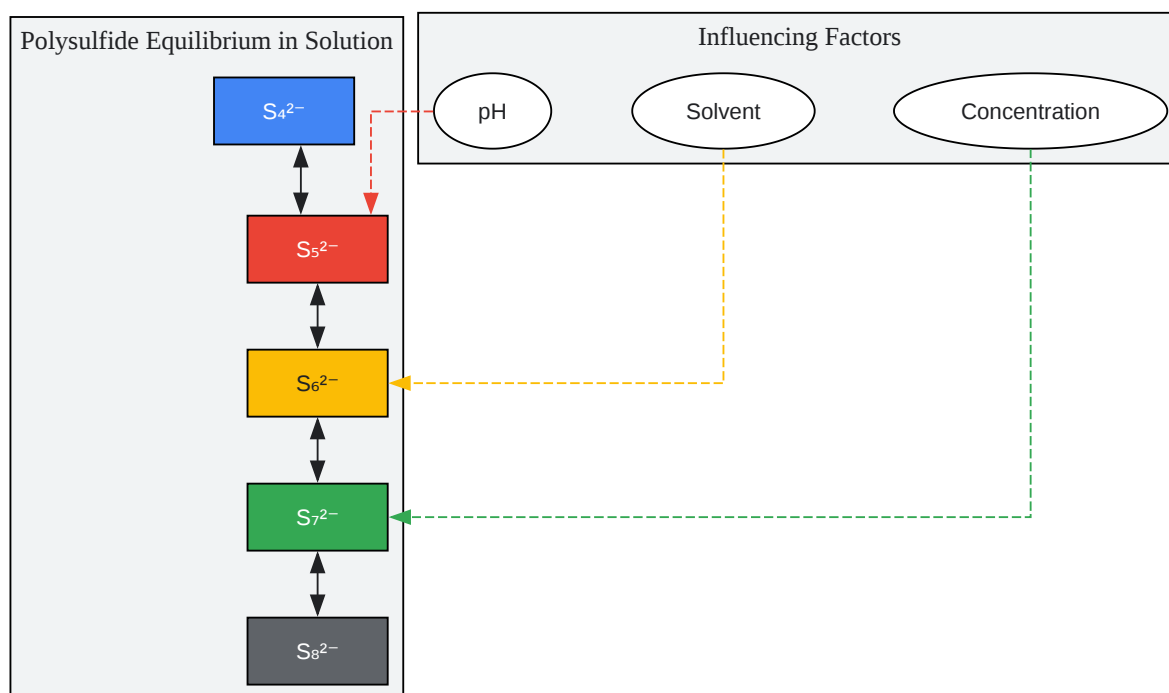 Polysulfide Equilibrium in Solution
Influencing Factors
S₄²⁻
pH
Solvent
Concentration
S₅²⁻
S₆²⁻
S₇²⁻
S₈²⁻